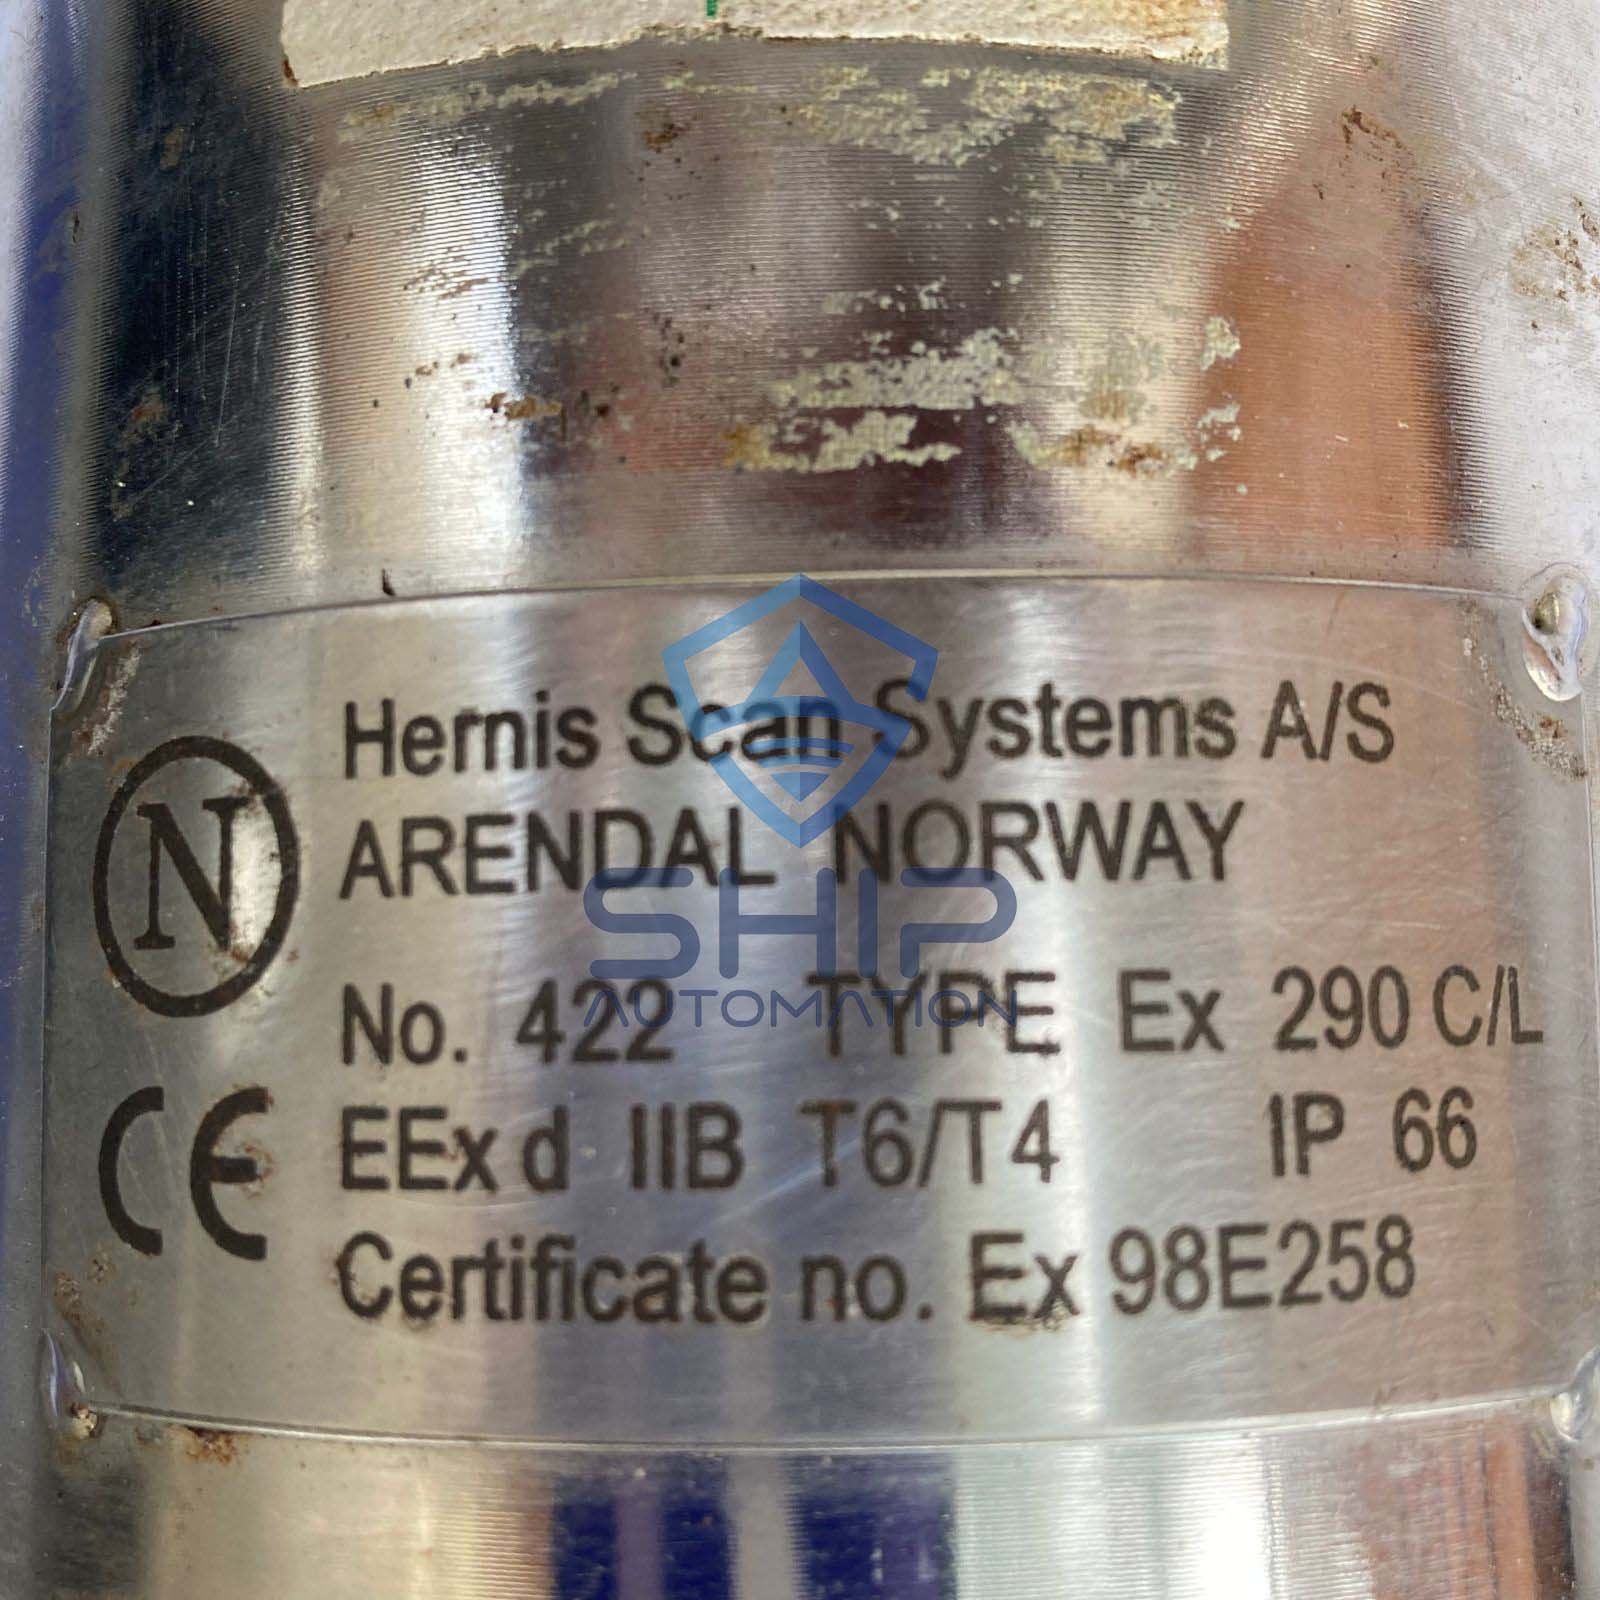 Hernis Scan Systems A/S
ARENDAL NORWAY
N
No. 422 TYPE Ex 290 C/L
CE
EEx d IIB T6/T4 IP 66
Certificate no. Ex 98E258
SHIP
AUTOMATION